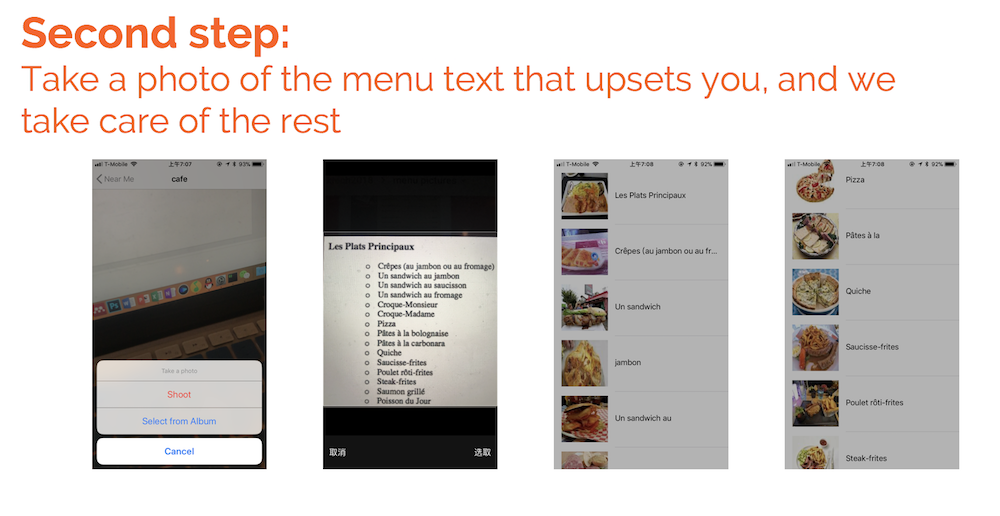 Second step:
Take a photo of the menu text that upsets you, and we
take care of the rest
T-Mobile 上午7:07 93%
Near Me cafe
Take a photo
Shoot
Select from Album
Cancel
Les Plats Principaux
Crêpes (au jambon ou au fromage)
Un sandwich au jambon
Un sandwich au saucisson
Un sandwich au fromage
Croque-Monsieur
Croque-Madame
Pizza
Pâtes à la bolognaise
Pâtes à la carbonara
Quiche
Saucisse-frites
Poulet rôti-frites
Steak-frites
Saumon grillé
Poisson du Jour
取消 选取
T-Mobile 上午7:08 92%
Les Plats Principaux
Crêpes (au jambon ou au fr...
Un sandwich
jambon
Un sandwich au
T-Mobile 上午7:08 92%
Pizza
Pâtes à la
Quiche
Saucisse-frites
Poulet rôti-frites
Steak-frites